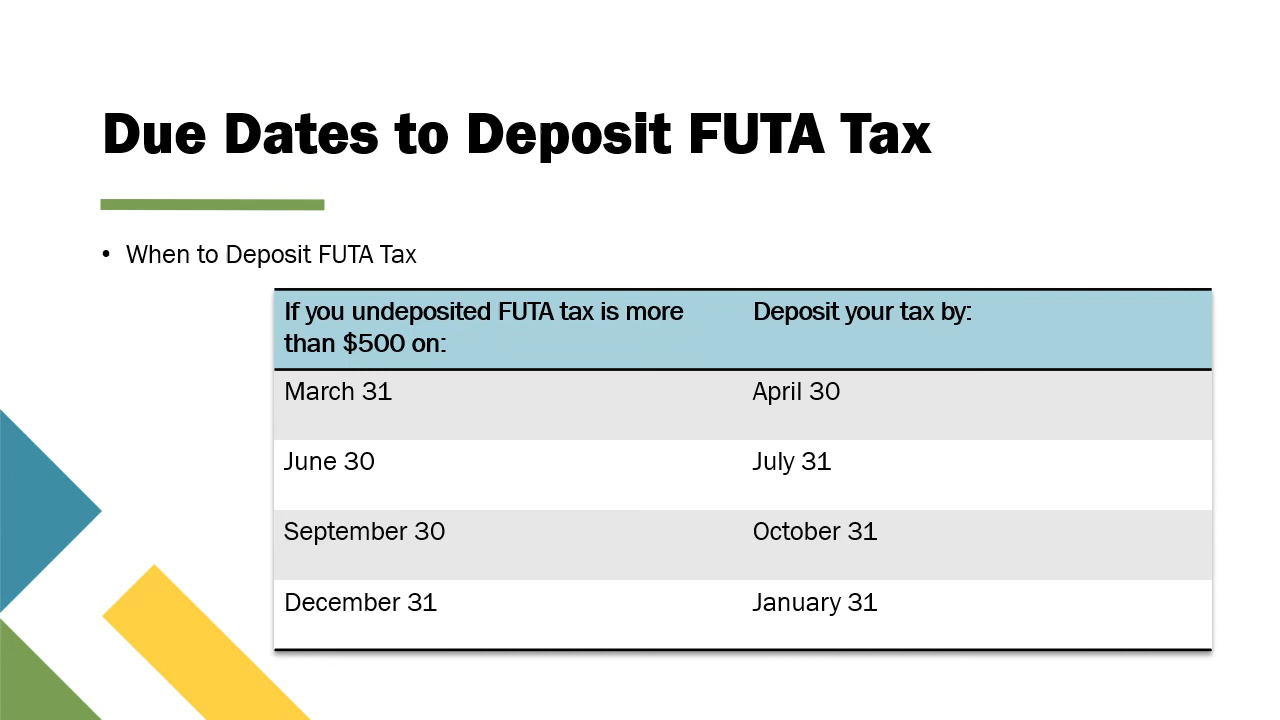 Due Dates to Deposit FUTA Tax
• When to Deposit FUTA Tax
If you undeposited FUTA tax is more
than $500 on:
Deposit your tax by:
March 31
April 30
June 30
July 31
September 30
October 31
December 31
January 31